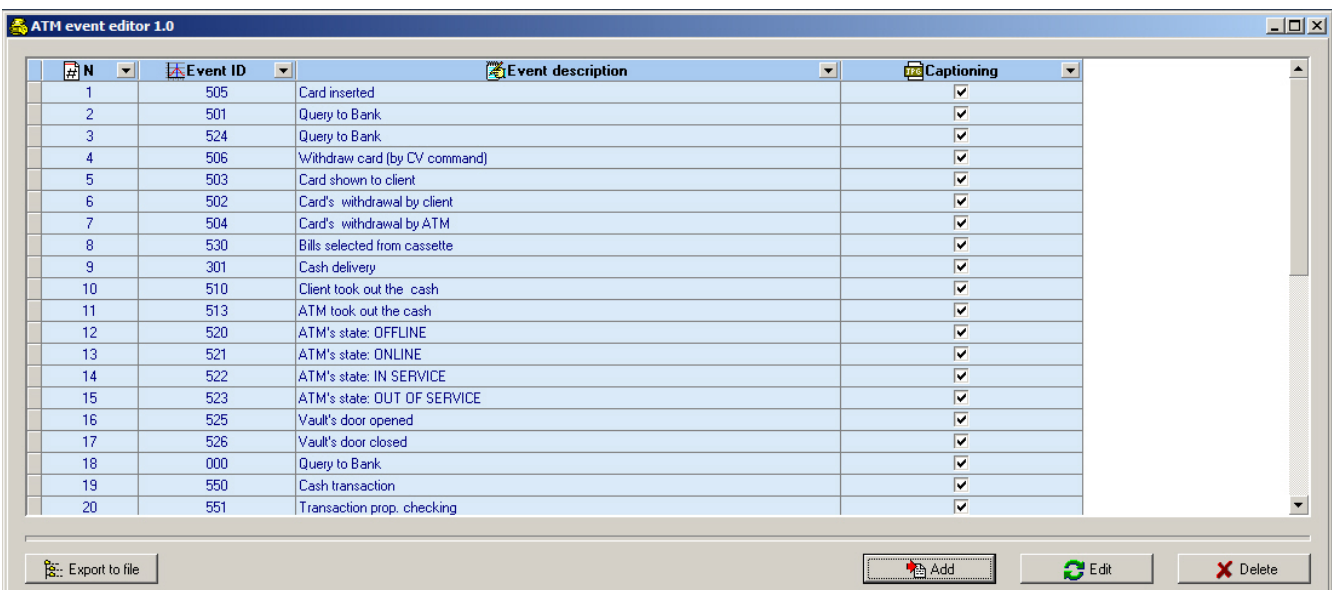 ATM event editor 1.0
N Event ID Event description Captioning
1 505 Card inserted
2 501 Query to Bank
3 524 Query to Bank
4 506 Withdraw card (by CV command)
5 503 Card shown to client
6 502 Card's  withdrawal by client
7 504 Card's  withdrawal by ATM
8 530 Bills selected from cassette
9 301 Cash delivery
10 510 Client took out the  cash
11 513 ATM took out the cash
12 520 ATM's state: OFFLINE
13 521 ATM's state: ONLINE
14 522 ATM's state: IN SERVICE
15 523 ATM's state: OUT OF SERVICE
16 525 Vault's door opened
17 526 Vault's door closed
18 000 Query to Bank
19 550 Cash transaction
20 551 Transaction prop. checking
Export to file Add Edit Delete